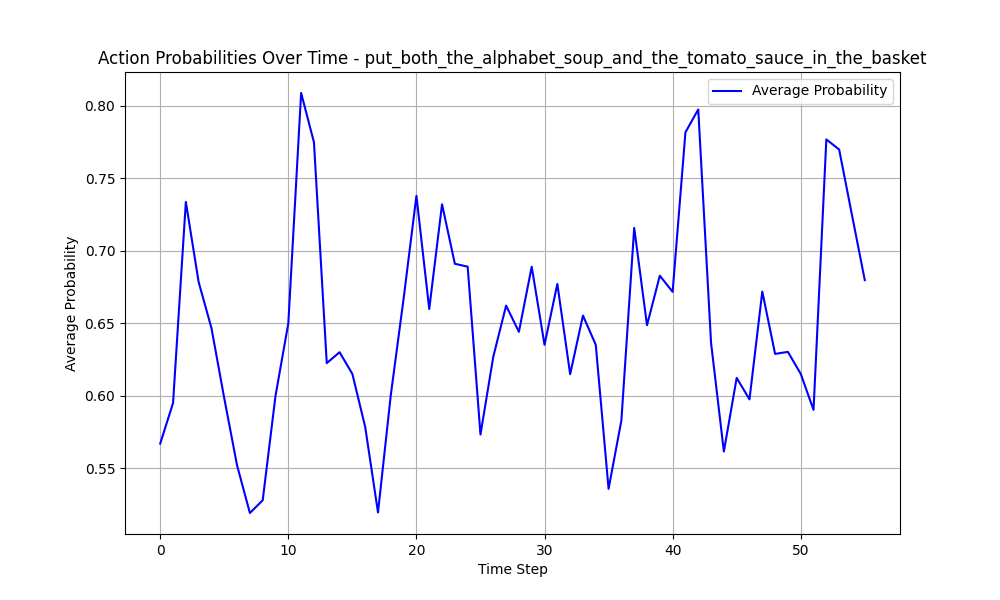 Action Probabilities Over Time - put_both_the_alphabet_soup_and_the_tomato_sauce_in_the_basket
Average Probability
0.80
0.75
0.70
0.65
0.60
0.55
Average Probability
0 10 20 30 40 50
Time Step